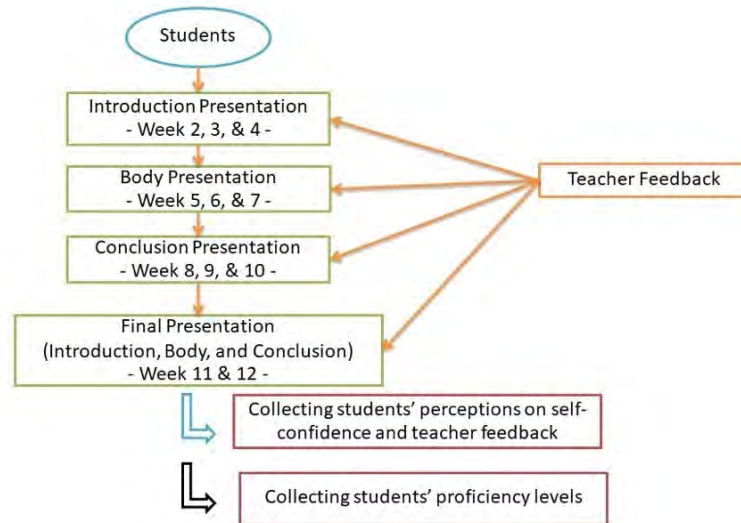 Students
Introduction Presentation
- Week 2, 3, & 4 -
Body Presentation
- Week 5, 6, & 7 -
Teacher Feedback
Conclusion Presentation
- Week 8, 9, & 10 -
Final Presentation
(Introduction, Body, and Conclusion)
- Week 11 & 12 -
Collecting students’ perceptions on self-
confidence and teacher feedback
Collecting students’ proficiency levels